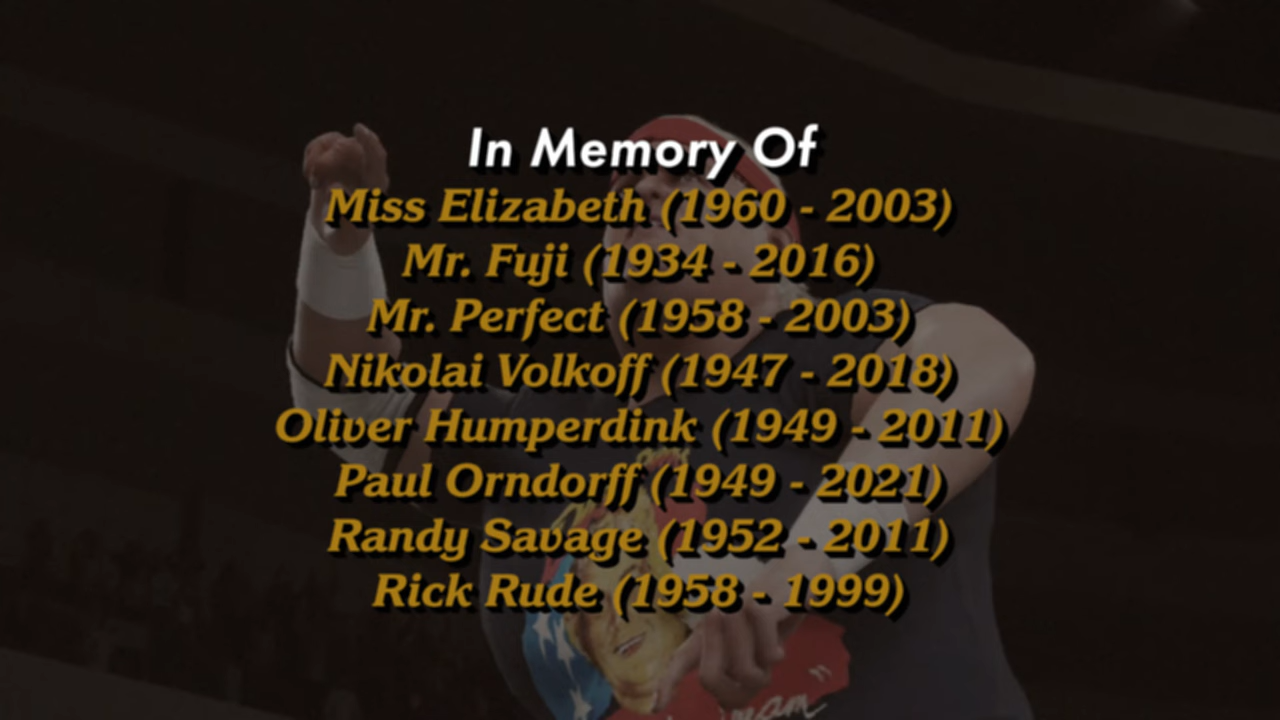 In Memory Of
Miss Elizabeth (1960 - 2003)
Mr. Fuji (1934 - 2016)
Mr. Perfect (1958 - 2003)
Nikolai Volkoff (1947 - 2018)
Oliver Humperdink (1949 - 2011)
Paul Orndorff (1949 - 2021)
Randy Savage (1952 - 2011)
Rick Rude (1958 - 1999)